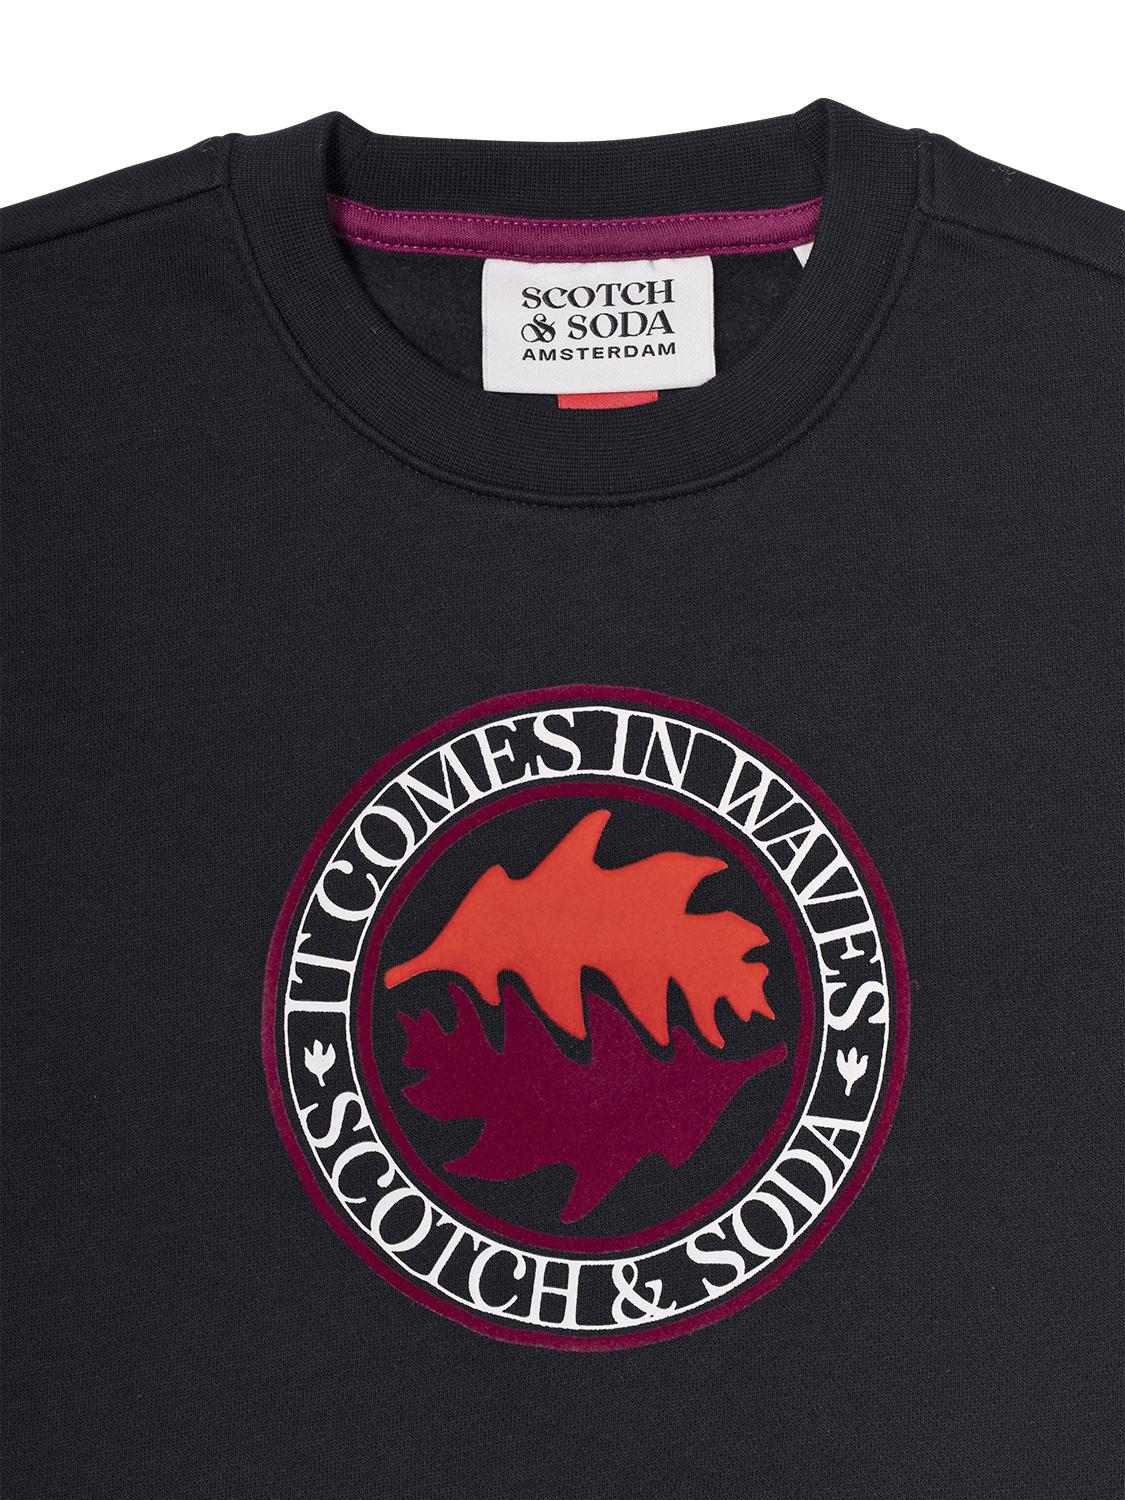 SCOTCH
& SODA
AMSTERDAM
IT COMES IN WAVES
SCOTCH & SODA